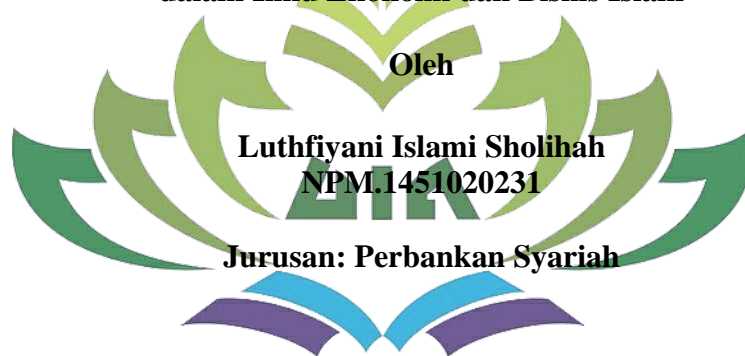 Oleh
Luthfiyani Islami Sholihah
NPM.1451020231
Jurusan: Perbankan Syariah